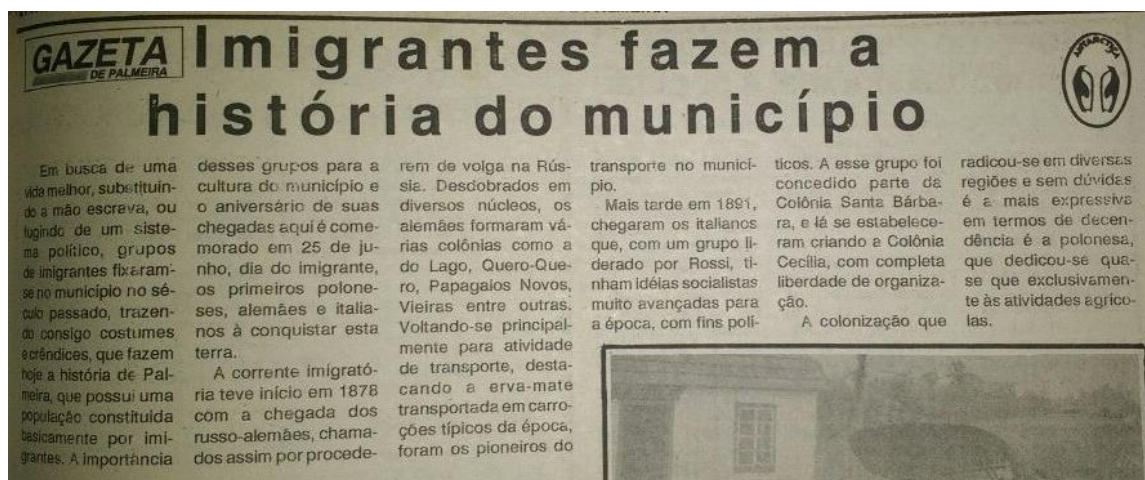 GAZETA
DE PALMEIRA
Imigrantes fazem a
história do município
ANTARCTICA
Em busca de uma
vida melhor, substituin-
do a mão escrava, ou
fugindo de um siste-
ma político, grupos
de imigrantes fixaram-
se no município no sé-
culo passado, trazen-
do consigo costumes
e crêndices, que fazem
hoje a história de Pal-
meira, que possui uma
população constituida
basicamente por imi-
grantes. A importância
desses grupos para a
cultura do município e
o aniversário de suas
chegadas aqui é come-
morado em 25 de ju-
nho, dia do imigrante,
os primeiros polone-
ses, alemães e italia-
nos à conquistar esta
terra.
A corrente imigrató-
ria teve início em 1878
com a chegada dos
russo-alemães, chama-
dos assim por procede-
rem de volga na Rús-
sia. Desdobrados em
diversos núcleos, os
alemães formaram vá-
rias colônias como a
do Lago, Quero-Que-
ro, Papagaios Novos,
Vieiras entre outras.
Voltando-se principal-
mente para atividade
de transporte, desta-
cando a erva-mate
transportada em carro-
ções típicos da época,
foram os pioneiros do
transporte no municí-
pio.
Mais tarde em 1891,
chegaram os italianos
que, com um grupo li-
derado por Rossi, ti-
nham idéias socialistas
muito avançadas para
a época, com fins polí-
ticos. A esse grupo foi
concedido parte da
Colônia Santa Bárba-
ra, e lá se estabelece-
ram criando a Colônia
Cecília, com completa
liberdade de organiza-
ção.
A colonização que
radicou-se em diversas
regiões e sem dúvidas
é a mais expressiva
em termos de decen-
dência é a polonesa,
que dedicou-se qua-
se que exclusivamen-
te às atividades agríco-
las.